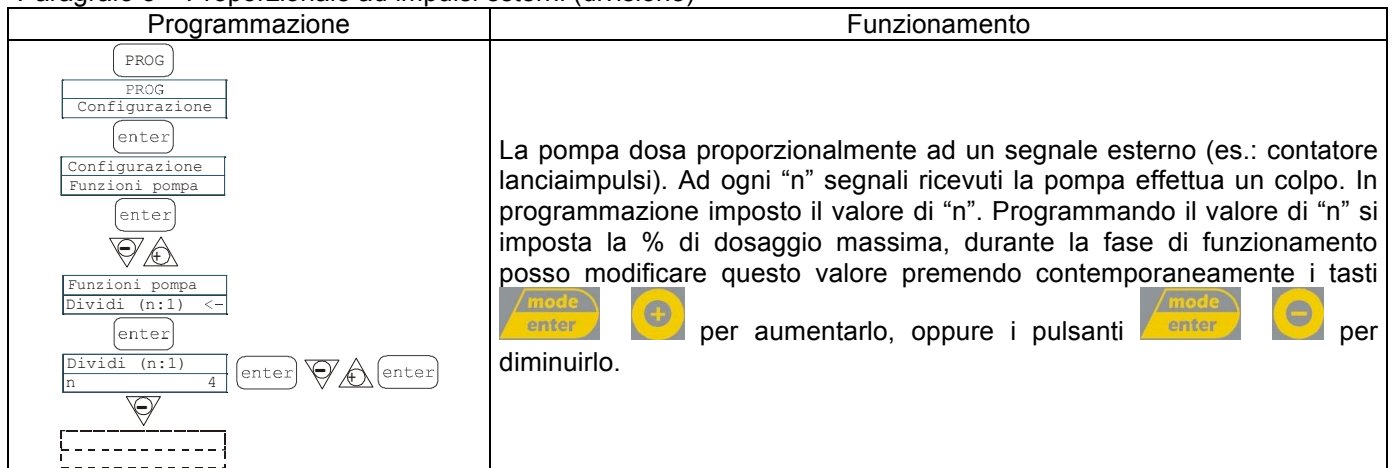 Paragrafo 3 – Proporzionale ad impulsi esterni (divisione)
Programmazione
Funzionamento
PROG
PROG
Configurazione
enter
Configurazione
Funzioni pompa
enter
- +
Funzioni pompa
Dividi (n:1) <-
enter
Dividi (n:1)
n 4
enter - + enter
-
La pompa dosa proporzionalmente ad un segnale esterno (es.: contatore
lanciaimpulsi). Ad ogni “n” segnali ricevuti la pompa effettua un colpo. In
programmazione imposto il valore di “n”. Programmando il valore di “n” si
imposta la % di dosaggio massima, durante la fase di funzionamento
posso modificare questo valore premendo contemporaneamente i tasti
mode enter + per aumentarlo, oppure i pulsanti mode enter - per
diminuirlo.